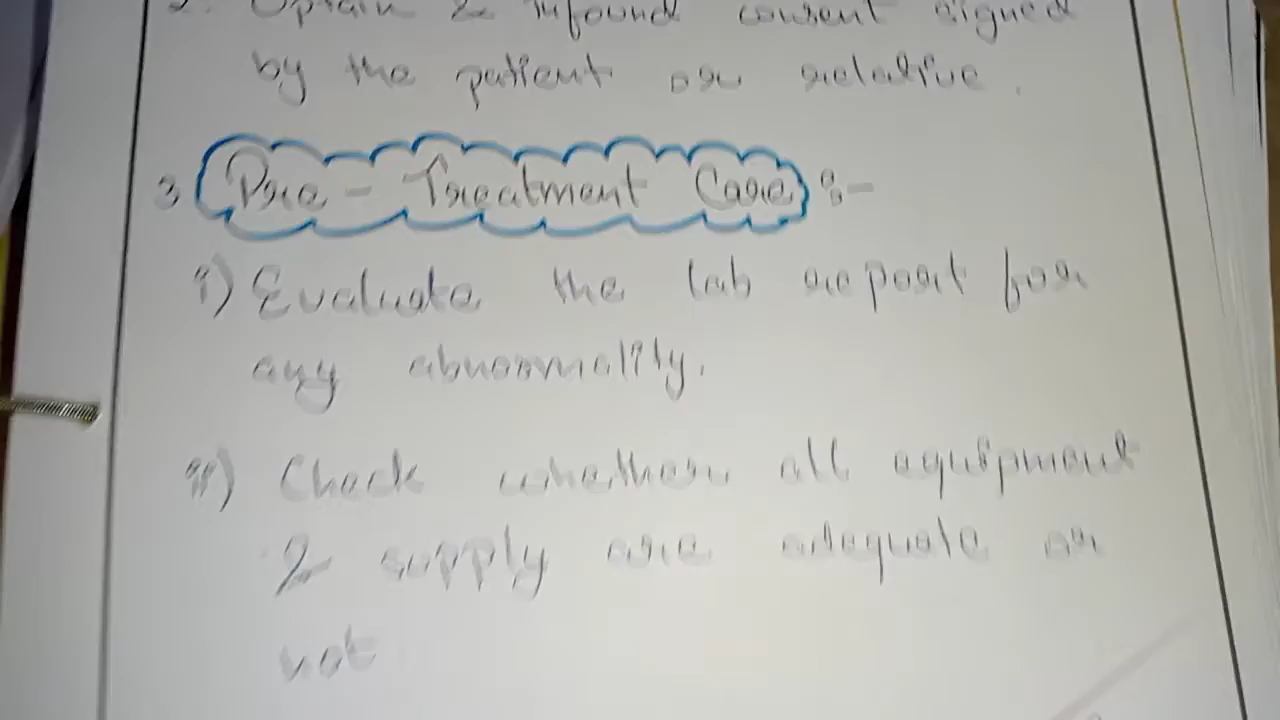 2. Obtain & infound consent signed
by the patient or relative.
3. Pre-Treatment Care :-
i) Evaluate the lab report for
any abnormality.
ii) Check whether all equipment
& supply are adequate or
not